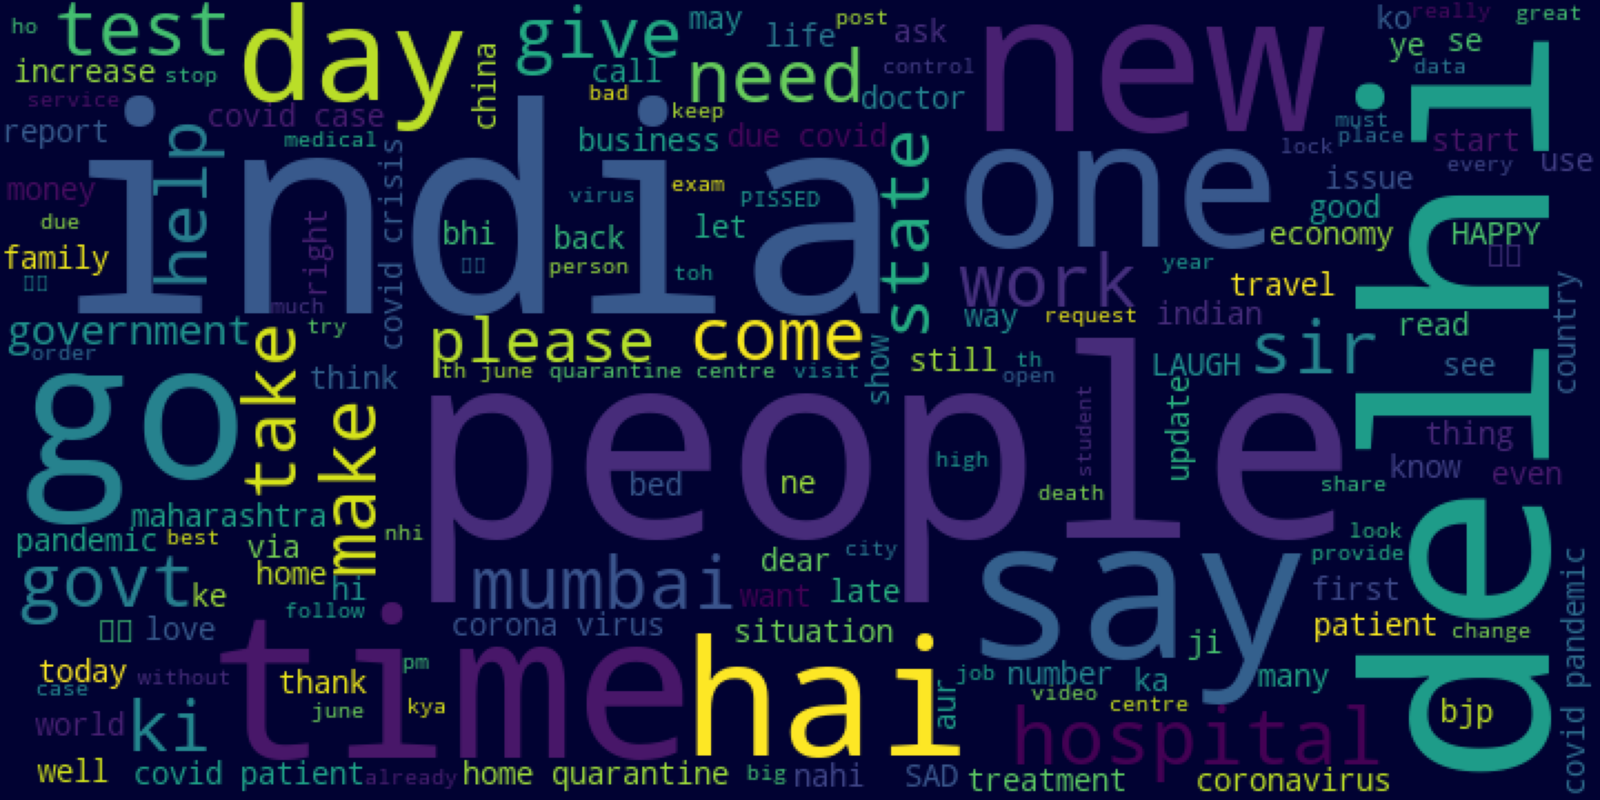 ho
test
day
give
may
life
post
ask
new
ko
really
great
ye
se
increase
stop
china
call
need
control
data
service
bad
doctor
covid case
keep
report
help
medical
business
due covid
must
place
start
lock
every
use
india
covid crisis
state
one
money
virus
exam
PISSED
issue
due
right
bhi
back
let
good
family
person
toh
economy
HAPPY
much
work
year
travel
country
government
try
please
come
way
request
indian
read
order
take
th june
quarantine centre
visit
show
still
th
open
LAUGH
sir
see
think
go
make
people
student
update
delhi
thing
high
know
even
bed
ne
death
share
maharashtra
nhi
look
pandemic
best
via
dear
city
provide
govt
ke
home
hi
mumbai
want
late
say
first
follow
love
corona virus
situation
patient
change
covid pandemic
time
hai
ji
today
case
without
thank
pm
job
number
ka
many
june
kya
aur
video
centre
world
ki
hospital
bjp
well
covid patient
already
home quarantine
big
nahi
SAD
treatment
coronavirus